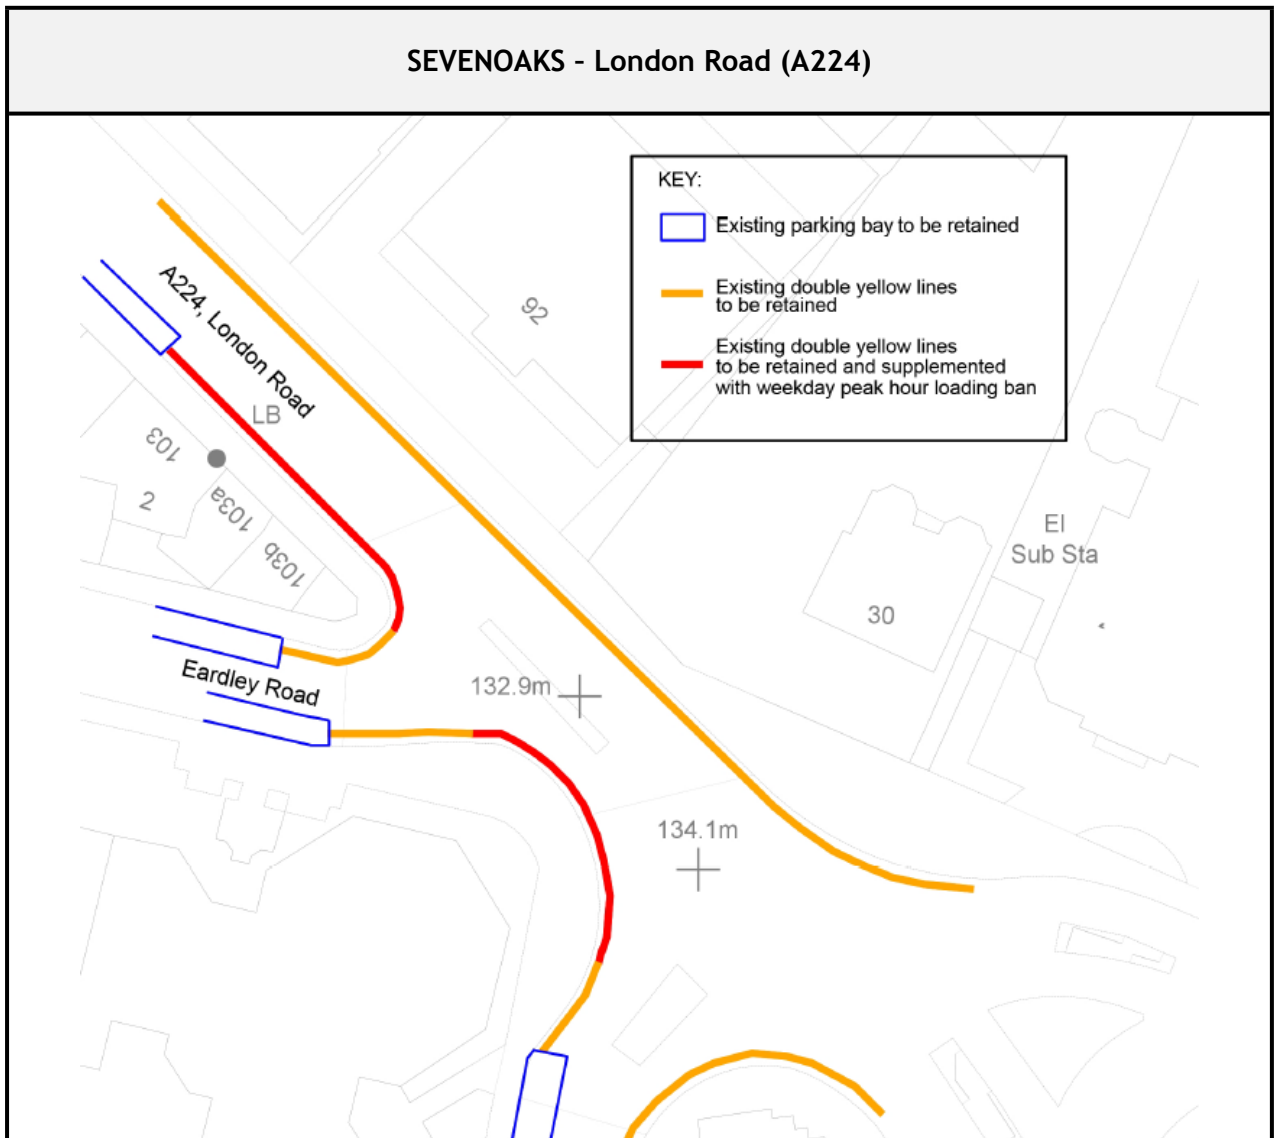 SEVENOAKS – London Road (A224)
KEY:
Existing parking bay to be retained
Existing double yellow lines
to be retained
Existing double yellow lines
to be retained and supplemented
with weekday peak hour loading ban
A224, London Road
92
LB
103
2
103a
103b
El
Sub Sta
30
Eardley Road
132.9m
134.1m